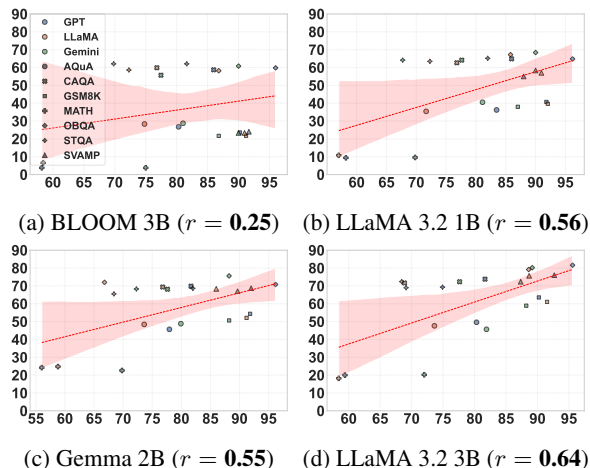 GPT
LLaMA
Gemini
AQuA
CAQA
GSM8K
MATH
OBQA
STQA
SVAMP
90
80
70
60
50
40
30
20
10
0
60 65 70 75 80 85 90 95
(a) BLOOM 3B (r = 0.25)
90
80
70
60
50
40
30
20
10
0
60 65 70 75 80 85 90 95
(b) LLaMA 3.2 1B (r = 0.56)
90
80
70
60
50
40
30
20
10
0
55 60 65 70 75 80 85 90 95
(c) Gemma 2B (r = 0.55)
90
80
70
60
50
40
30
20
10
0
60 65 70 75 80 85 90 95
(d) LLaMA 3.2 3B (r = 0.64)